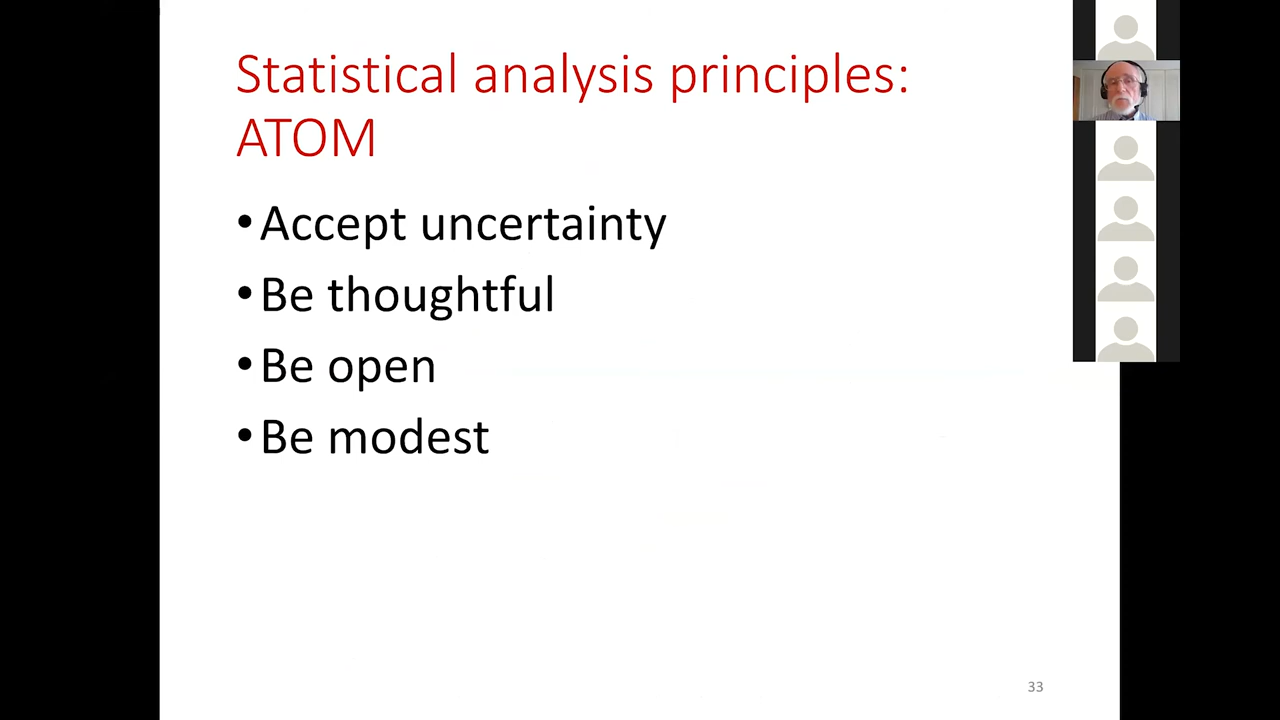 Statistical analysis principles:
ATOM
•Accept uncertainty
•Be thoughtful
•Be open
•Be modest
33